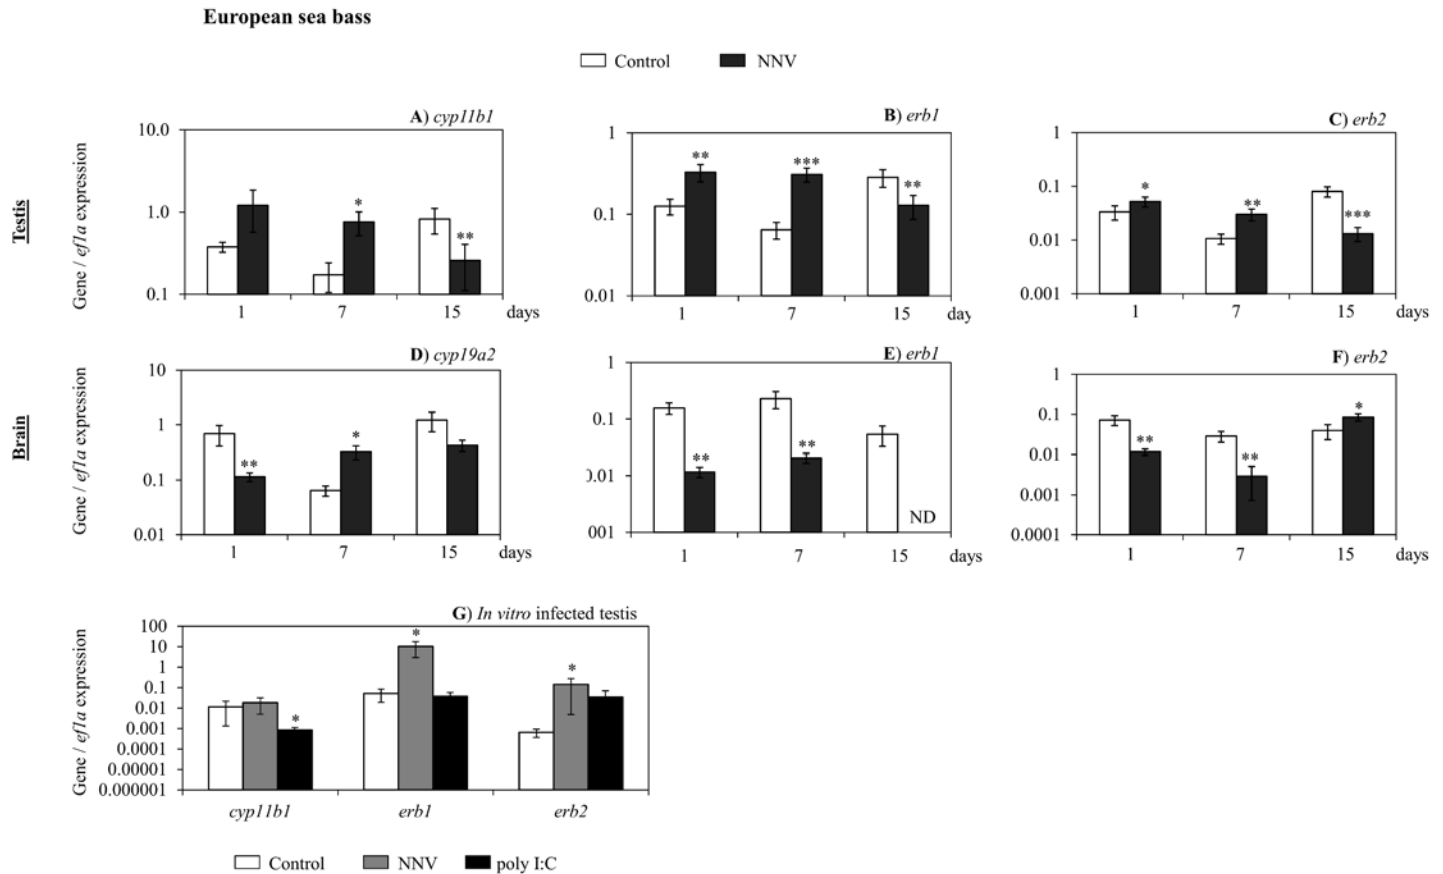 European sea bass
Control NNV
Testis
Gene / ef1a expression
A) cyp11b1
10.0
1.0
0.1
1 7 15 days
B) erb1
** *** **
1
0.1
0.01
1 7 15 day
C) erb2
* ** ***
1
0.1
0.01
0.001
1 7 15 days
* **
Brain
Gene / ef1a expression
D) cyp19a2
10
1
0.1
0.01
** *
1 7 15 days
E) erb1
1
0.1
0.01
001
** ** ND
1 7 15 days
F) erb2
1
0.1
0.01
0.001
0.0001
** ** *
1 7 15 days
G) In vitro infected testis
Gene / ef1a expression
100
10
1
0.1
0.01
0.001
0.0001
0.00001
0.000001
* * *
cyp11b1 erb1 erb2
Control NNV poly I:C